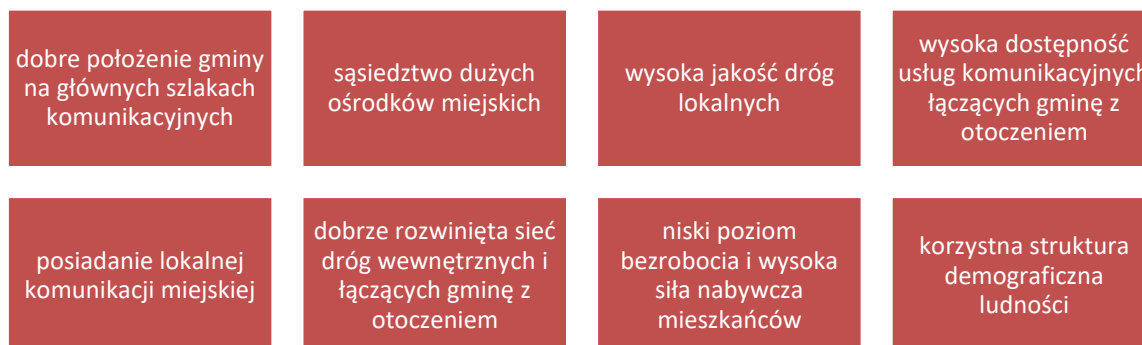 dobre położenie gminy
na głównych szlakach
komunikacyjnych
sąsiedztwo dużych
ośrodków miejskich
wysoka jakość dróg
lokalnych
wysoka dostępność
usług komunikacyjnych
łączących gminę z
otoczeniem
posiadanie lokalnej
komunikacji miejskiej
dobrze rozwinięta sieć
dróg wewnętrznych i
łączących gminę z
otoczeniem
niski poziom
bezrobocia i wysoka
siła nabywcza
mieszkańców
korzystna struktura
demograficzna
ludności